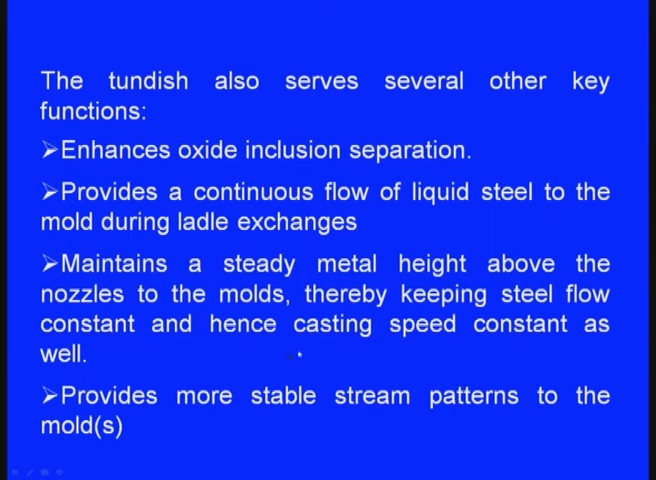 The tundish also serves several other key
functions:
➢Enhances oxide inclusion separation.
➢Provides a continuous flow of liquid steel to the
mold during ladle exchanges
➢Maintains a steady metal height above the
nozzles to the molds, thereby keeping steel flow
constant and hence casting speed constant as
well.
➢Provides more stable stream patterns to the
mold(s)